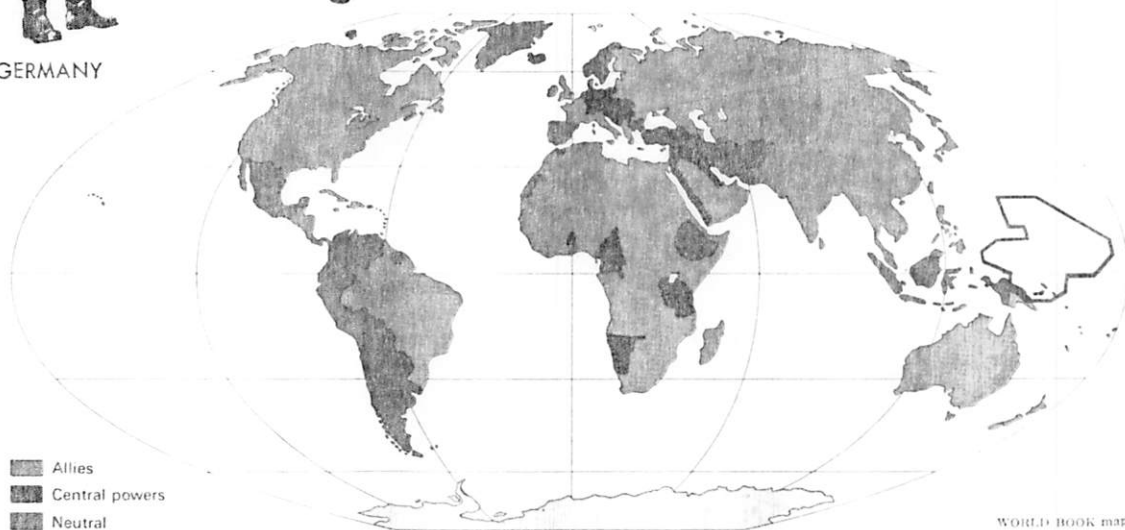 GERMANY
Allies
Central powers
Neutral
WORLD BOOK map